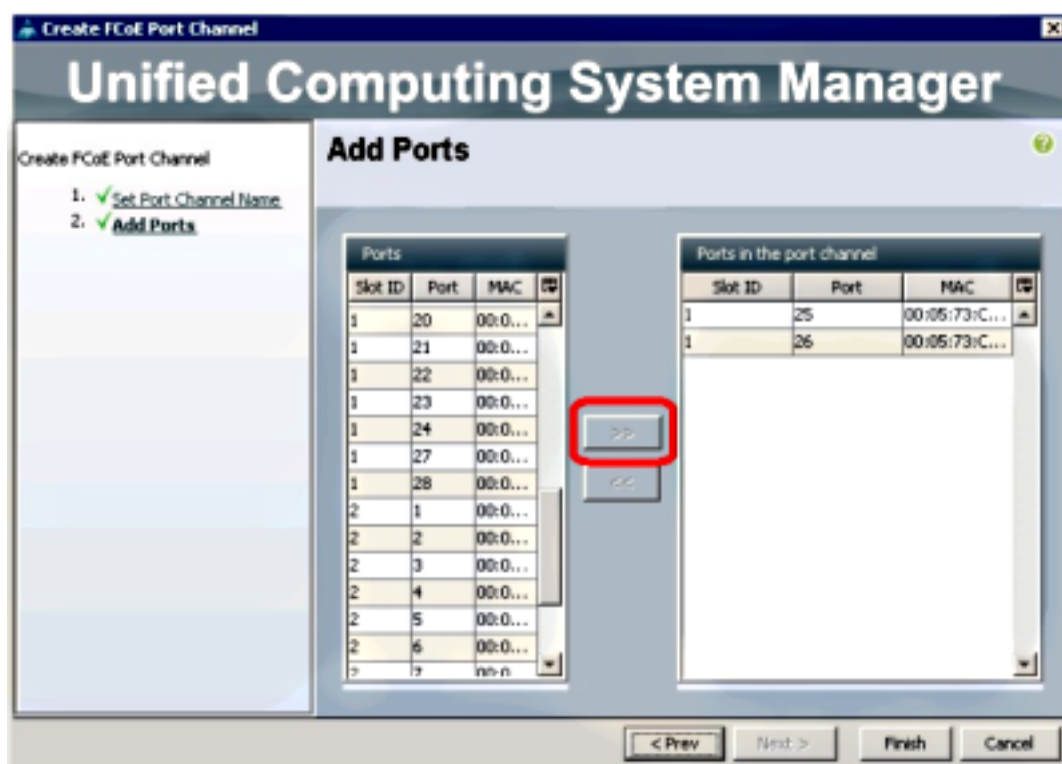 Create FCoE Port Channel
Unified Computing System Manager
Create FCoE Port Channel
1. Set Port Channel Name
2. Add Ports
Add Ports
Ports
Slot ID Port MAC
1 20 00:0...
1 21 00:0...
1 22 00:0...
1 23 00:0...
1 24 00:0...
1 27 00:0...
1 28 00:0...
2 1 00:0...
2 2 00:0...
2 3 00:0...
2 4 00:0...
2 5 00:0...
2 6 00:0...
2 7
>>
<<
Ports in the port channel
Slot ID Port MAC
1 25 00:05:73:C...
1 26 00:05:73:C...
< Prev
Next >
Finish
Cancel